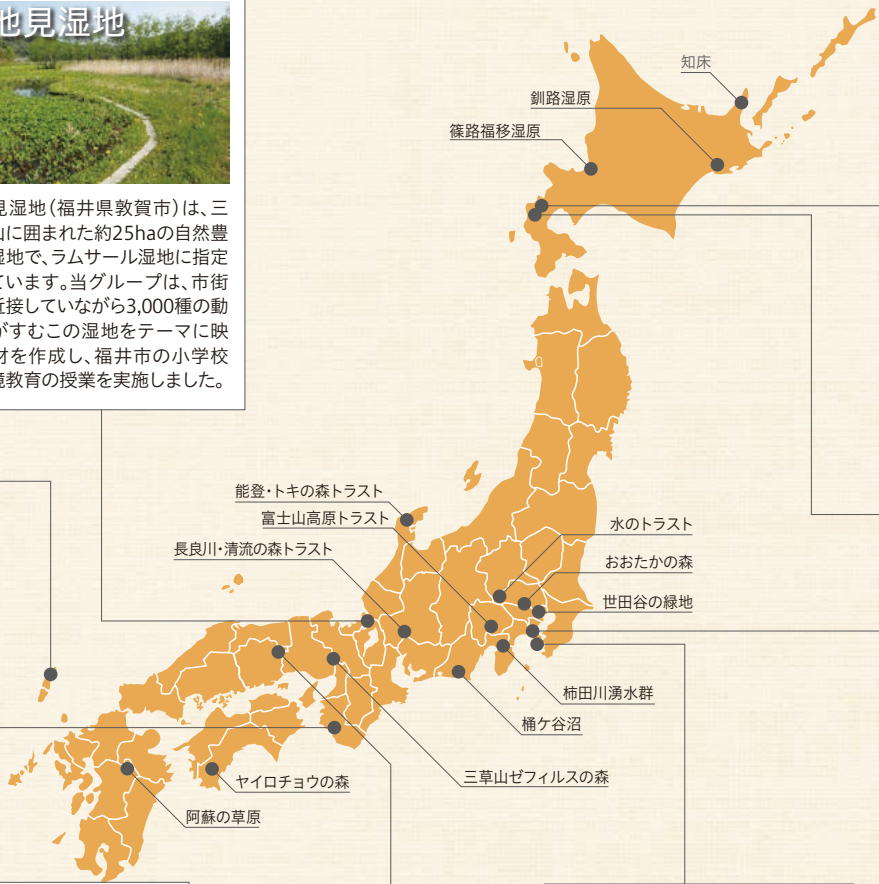 地見湿地
見湿地(福井県敦賀市)は、三
山に囲まれた約25haの自然豊
湿地で、ラムサール湿地に指定
ています。当グループは、市街
近接していながら3,000種の動
がすむこの湿地をテーマに映
材を作成し、福井市の小学校
境教育の授業を実施しました。
知床
釧路湿原
篠路福移湿原
能登・トキの森トラスト
富士山高原トラスト
長良川・清流の森トラスト
水のトラスト
おおたかの森
世田谷の緑地
柿田川湧水群
桶ケ谷沼
三草山ゼフィルスの森
ヤイロチョウの森
阿蘇の草原